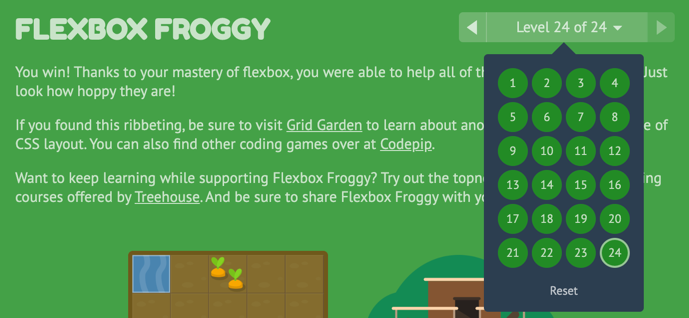 FLEXBOX FROGGY
Level 24 of 24
You win! Thanks to your mastery of flexbox, you were able to help all of th Just
look how hoppy they are!
If you found this ribbeting, be sure to visit Grid Garden to learn about ano e of
CSS layout. You can also find other coding games over at Codepip.
Want to keep learning while supporting Flexbox Froggy? Try out the topn ing
courses offered by Treehouse. And be sure to share Flexbox Froggy with yo
1 2 3 4
5 6 7 8
9 10 11 12
13 14 15 16
17 18 19 20
21 22 23 24
Reset